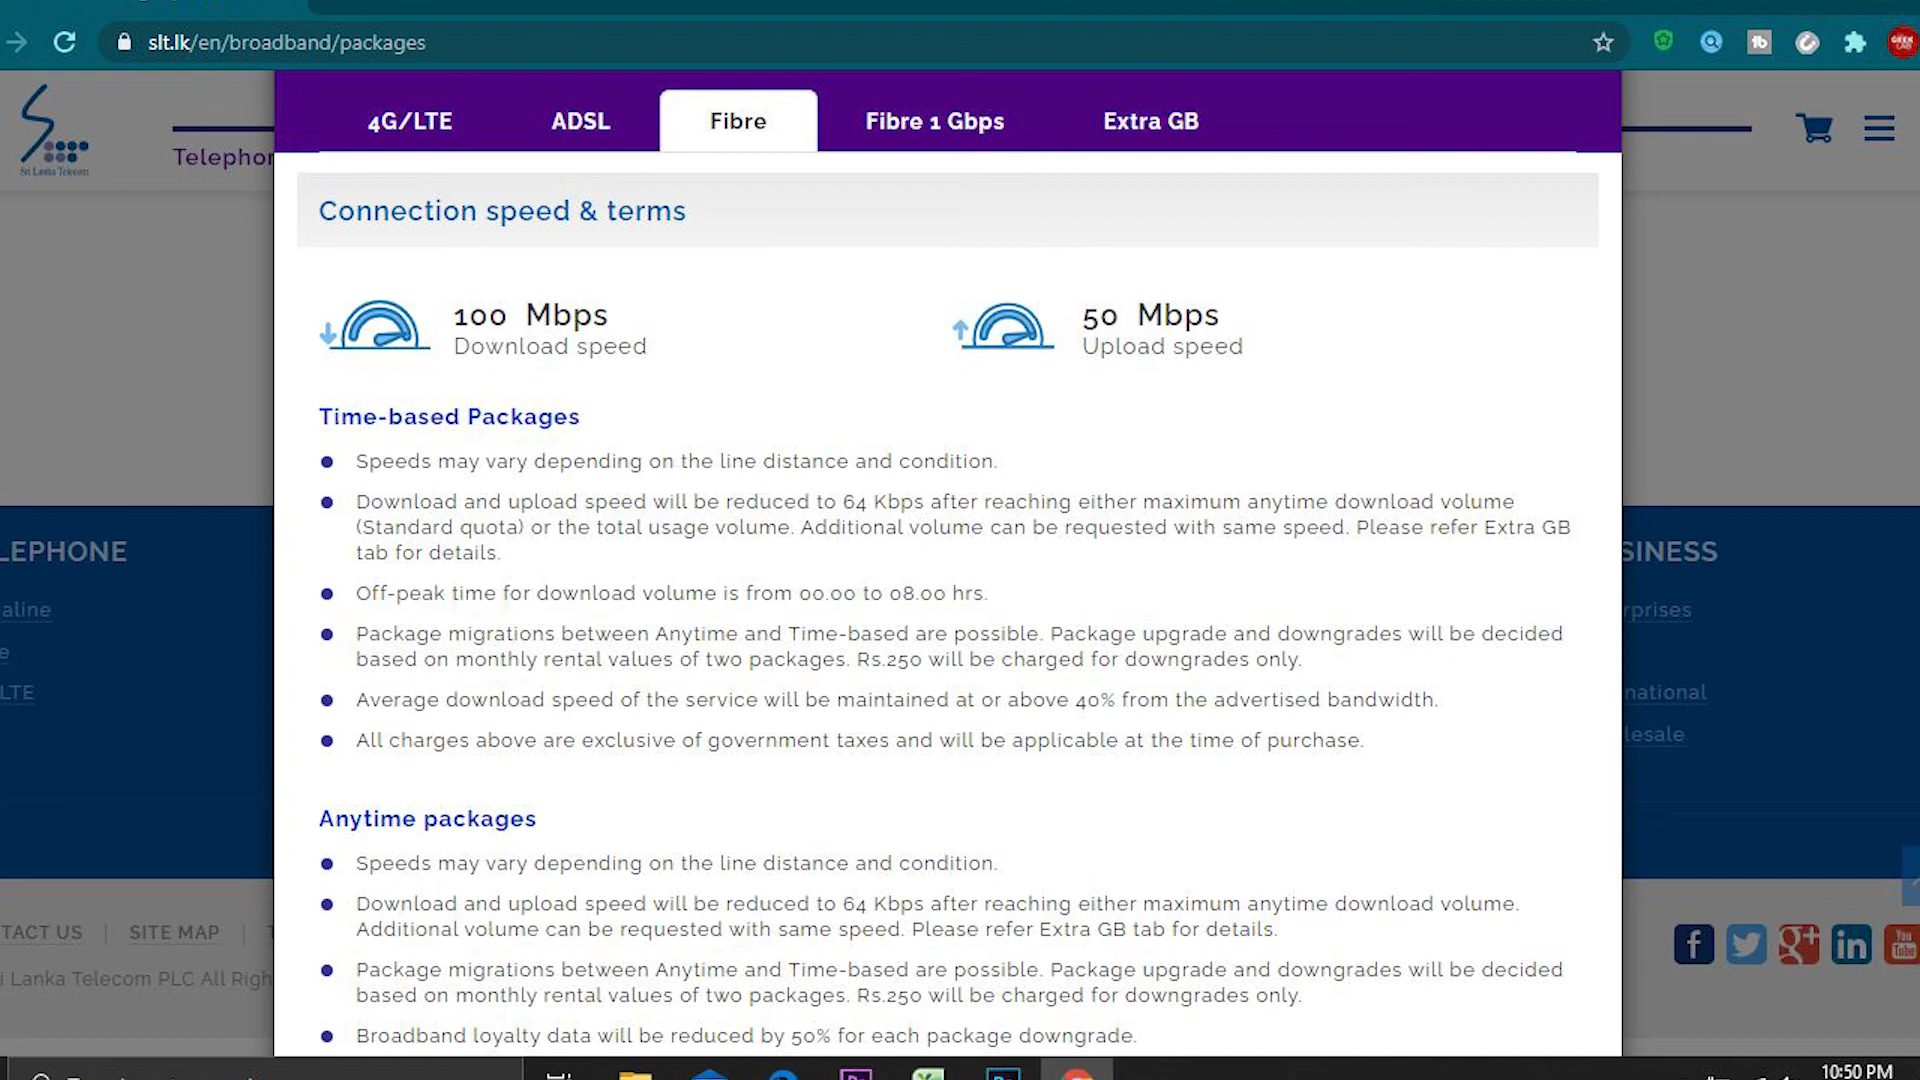 slt.lk/en/broadband/packages
4G/LTE
ADSL
Fibre
Fibre 1 Gbps
Extra GB
Sri Lanka Telecom
Telephon
Connection speed & terms
100 Mbps
Download speed
50 Mbps
Upload speed
Time-based Packages
Speeds may vary depending on the line distance and condition.
Download and upload speed will be reduced to 64 Kbps after reaching either maximum anytime download volume
(Standard quota) or the total usage volume. Additional volume can be requested with same speed. Please refer Extra GB
tab for details.
Off-peak time for download volume is from 00.00 to 08.00 hrs.
Package migrations between Anytime and Time-based are possible. Package upgrade and downgrades will be decided
based on monthly rental values of two packages. Rs.250 will be charged for downgrades only.
Average download speed of the service will be maintained at or above 40% from the advertised bandwidth.
All charges above are exclusive of government taxes and will be applicable at the time of purchase.
Anytime packages
Speeds may vary depending on the line distance and condition.
Download and upload speed will be reduced to 64 Kbps after reaching either maximum anytime download volume.
Additional volume can be requested with same speed. Please refer Extra GB tab for details.
Package migrations between Anytime and Time-based are possible. Package upgrade and downgrades will be decided
based on monthly rental values of two packages. Rs.250 will be charged for downgrades only.
Broadband loyalty data will be reduced by 50% for each package downgrade.
LEPHONE
aline
e
LTE
SINESS
rprises
national
lesale
TACT US
SITE MAP
i Lanka Telecom PLC All Righ
You
Tube
10:50 PM